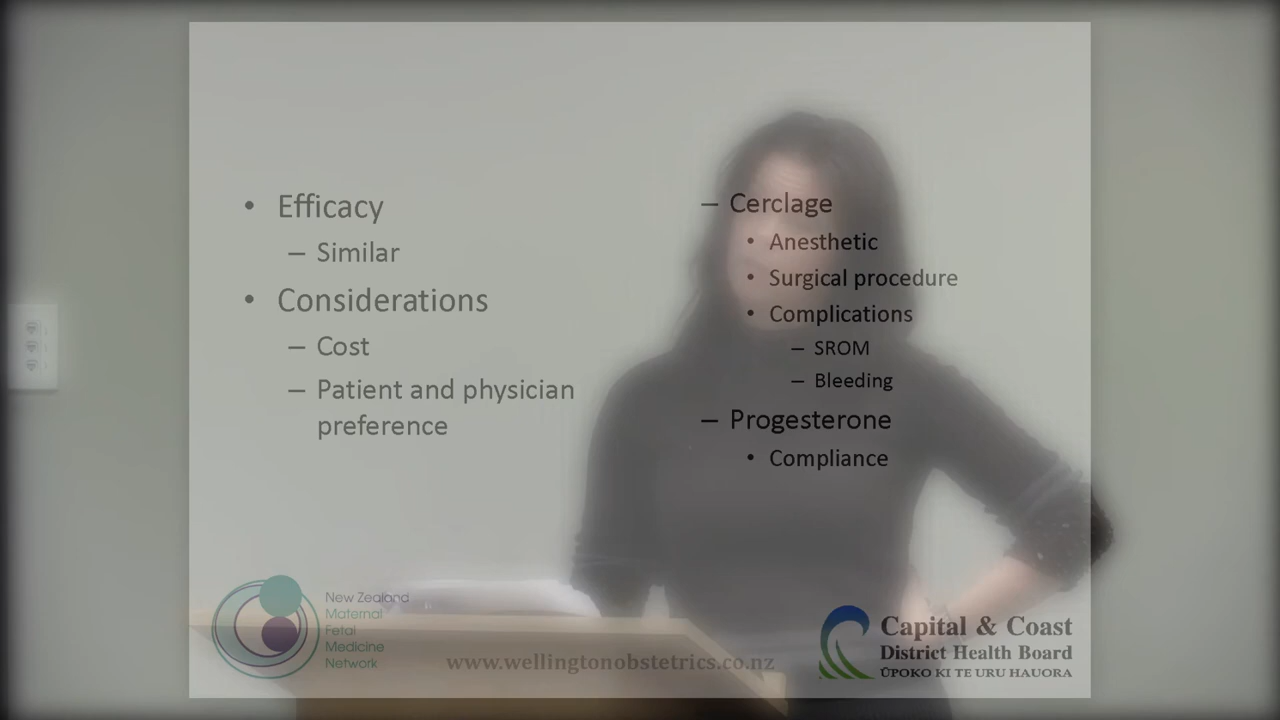 • Efficacy
– Similar
• Considerations
– Cost
– Patient and physician
preference
– Cerclage
• Anesthetic
• Surgical procedure
• Complications
– SROM
– Bleeding
– Progesterone
• Compliance
New Zealand
Maternal
Fetal
Medicine
Network
www.wellingtonobstetrics.co.nz
Capital & Coast
District Health Board
ŪPOKO KI TE URU HAUORA